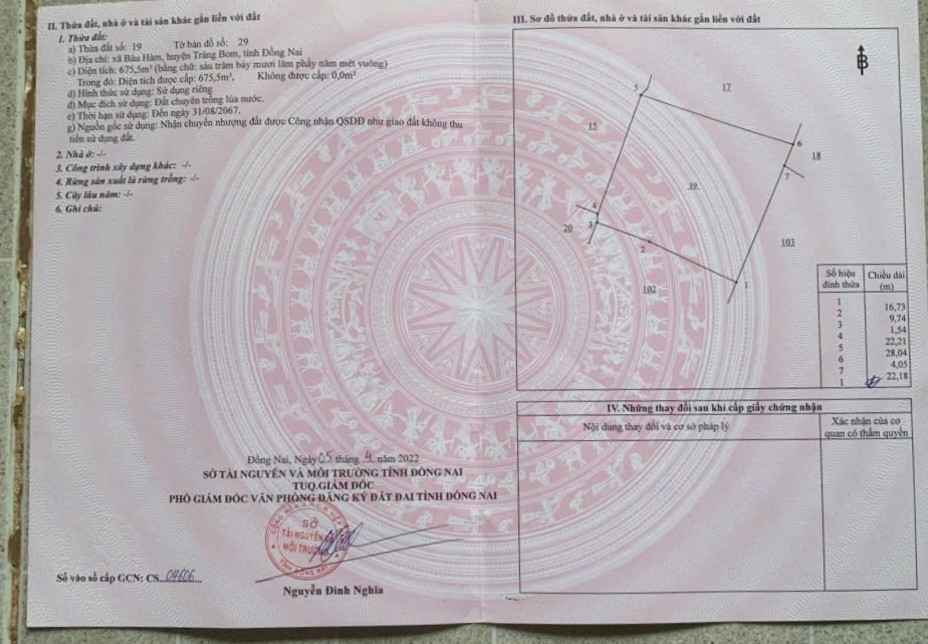 II. Thửa đất, nhà ở và tài sản khác gắn liền với đất
1. Thửa đất:
a) Thửa đất số: 19 Tờ bản đồ số: 29
b) Địa chỉ: xã Bàu Hàm, huyện Trảng Bom, tỉnh Đồng Nai
c) Diện tích: 675,5m² (bằng chữ: sáu trăm bảy mươi lăm phẩy năm mét vuông)
Trong đó: Diện tích được cấp: 675,5m², Không được cấp: 0,0m²
d) Hình thức sử dụng: Sử dụng riêng
đ) Mục đích sử dụng: Đất chuyên trồng lúa nước.
e) Thời hạn sử dụng: Đến ngày 31/08/2067.
g) Nguồn gốc sử dụng: Nhận chuyển nhượng đất được Công nhận QSDĐ như giao đất không thu
tiền sử dụng đất.
2. Nhà ở: -/-
3. Công trình xây dựng khác: -/-
4. Rừng sản xuất là rừng trồng: -/-
5. Cây lâu năm: -/-
6. Ghi chú:
Đồng Nai, Ngày 05 tháng 4 năm 2022
SỞ TÀI NGUYÊN VÀ MÔI TRƯỜNG TỈNH ĐỒNG NAI
TUQ.GIÁM ĐỐC
PHÓ GIÁM ĐỐC VĂN PHÒNG ĐĂNG KÝ ĐẤT ĐAI TỈNH ĐỒNG NAI
SỞ
TÀI NGUYÊN
MÔI TRƯỜNG
TỈNH ĐỒNG NAI
Nguyễn Đình Nghĩa
Số vào sổ cấp GCN: CS 04606
III. Sơ đồ thửa đất, nhà ở và tài sản khác gắn liền với đất
B
5
17
15
6
18
7
19
4
3
20
2
103
1
102
Số hiệu đỉnh thửa Chiều dài (m)
1
16,73
2
9,74
3
1,54
4
22,21
5
28,04
6
4,05
7
22,18
1
IV. Những thay đổi sau khi cấp giấy chứng nhận
Nội dung thay đổi và cơ sở pháp lý
Xác nhận của cơ
quan có thẩm quyền